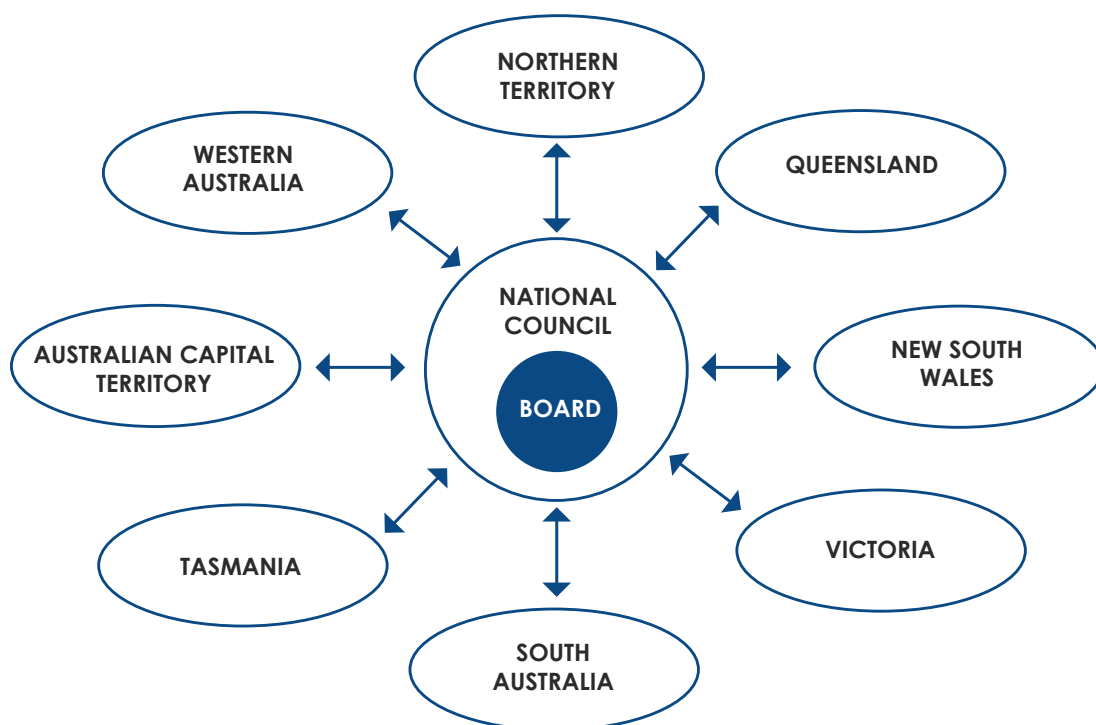 NORTHERN
TERRITORY
WESTERN
AUSTRALIA
QUEENSLAND
NATIONAL
COUNCIL
BOARD
AUSTRALIAN CAPITAL
TERRITORY
NEW SOUTH
WALES
TASMANIA
VICTORIA
SOUTH
AUSTRALIA